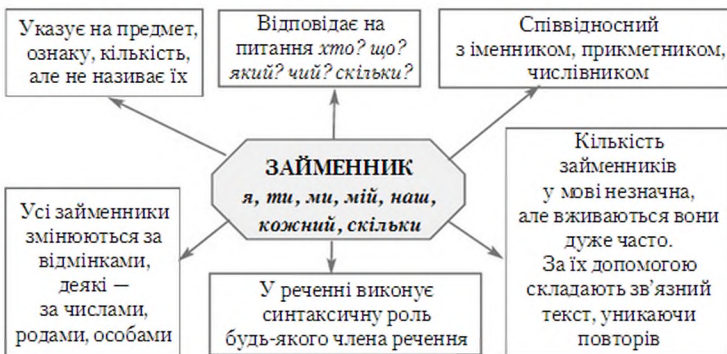 Указує на предмет,
ознаку, кількість,
але не називає їх
Відповідає на
питання хто? що?
який? чий? скільки?
Співвідносний
з іменником, прикметником,
числівником
ЗАЙМЕННИК
я, ти, ми, мій, наш,
кожний, скільки
Усі займенники
змінюються за
відмінками,
деякі —
за числами,
родами, особами
У реченні виконує
синтаксичну роль
будь-якого члена речення
Кількість
займенників
у мові незначна,
але вживаються вони
дуже часто.
За їх допомогою
складають зв'язний
текст, уникаючи
повторів